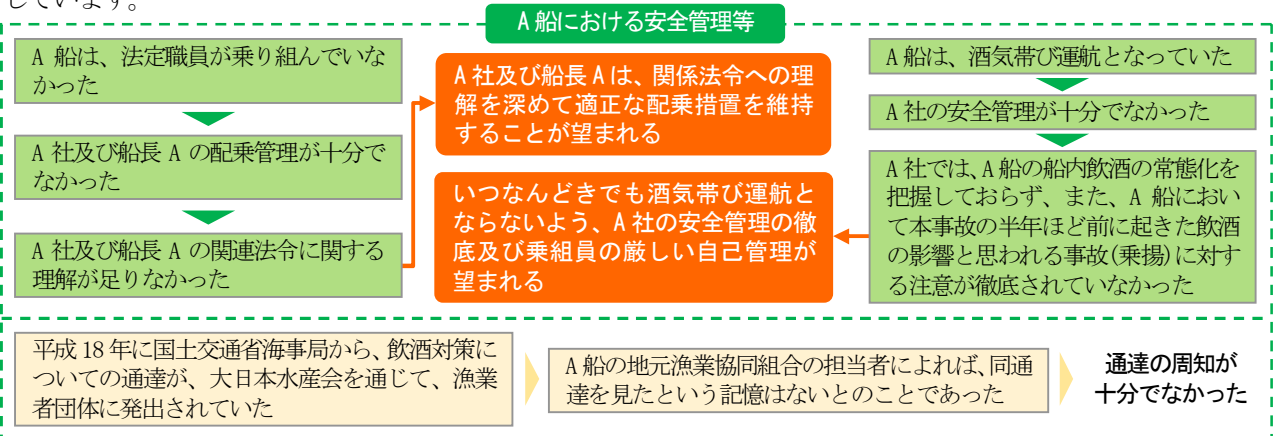 しています。
A船における安全管理等
A 船は、法定職員が乗り組んでいな
かった
A 社及び船長 A の配乗管理が十分で
なかった
A 社及び船長 A の関連法令に関する
理解が足りなかった
A社及び船長Aは、関係法令への理
解を深めて適正な配乗措置を維持
することが望まれる
いつなんどきでも酒気帯び運航と
ならないよう、A社の安全管理の徹
底及び乗組員の厳しい自己管理が
望まれる
A船は、酒気帯び運航となっていた
A社の安全管理が十分でなかった
A社では、A船の船内飲酒の常態化を
把握しておらず、また、A 船におい
て本事故の半年ほど前に起きた飲酒
の影響と思われる事故(乗揚)に対す
る注意が徹底されていなかった
平成 18 年に国土交通省海事局から、飲酒対策に
ついての通達が、大日本水産会を通じて、漁業
者団体に発出されていた
A船の地元漁業協同組合の担当者によれば、同通
達を見たという記憶はないとのことであった
通達の周知が
十分でなかった